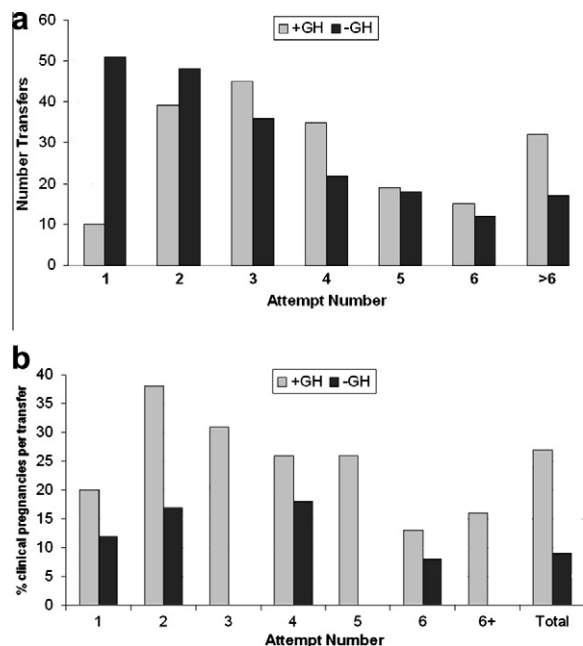 a
+GH -GH
Number Transfers
60
50
40
30
20
10
0
1 2 3 4 5 6 >6
Attempt Number
b
+GH -GH
% clinical pregnancies per transfer
40
35
30
25
20
15
10
5
0
1 2 3 4 5 6 6+ Total
Attempt Number